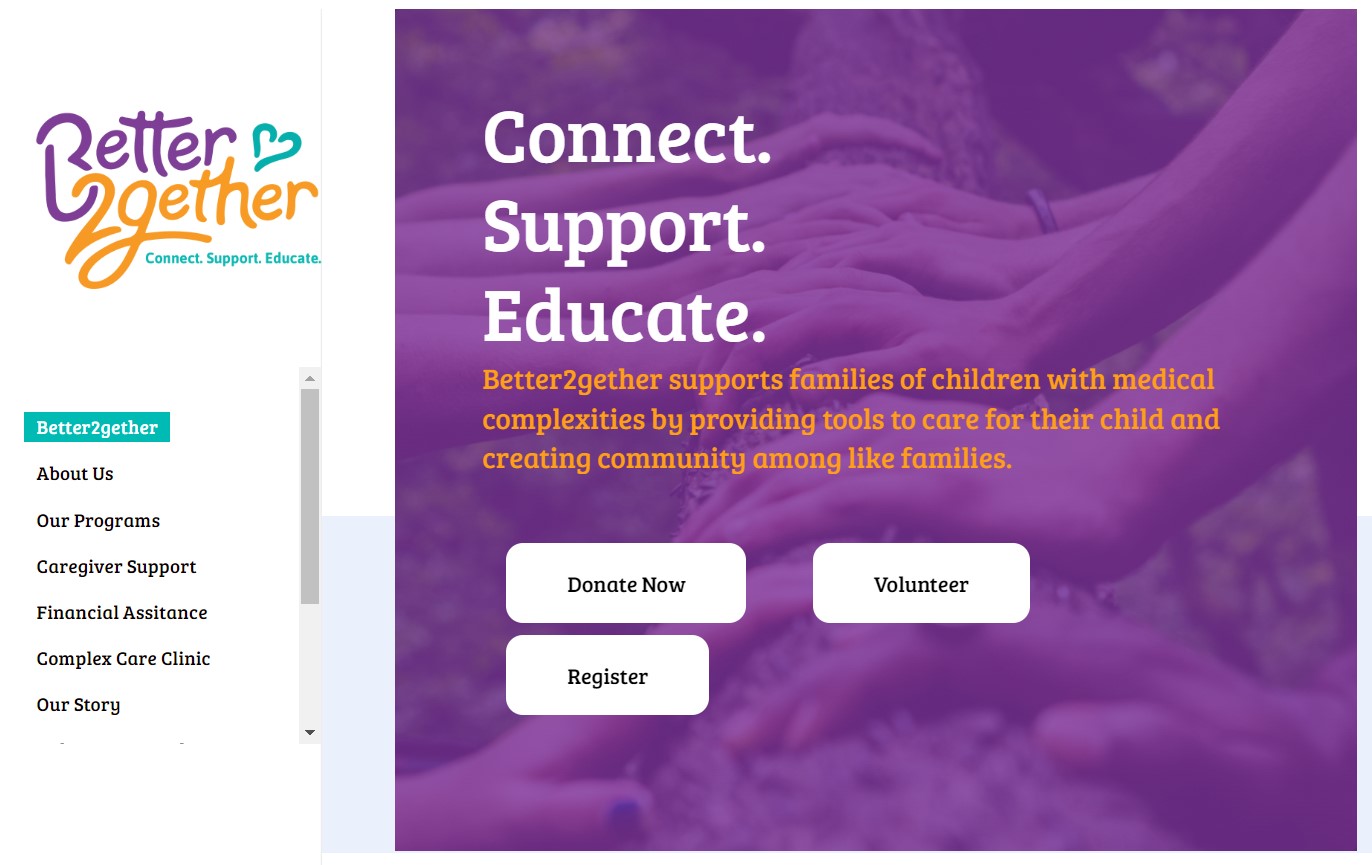 Better
2gether
Connect. Support. Educate.
Better2gether
About Us
Our Programs
Caregiver Support
Financial Assitance
Complex Care Clinic
Our Story
Connect.
Support.
Educate.
Better2gether supports families of children with medical
complexities by providing tools to care for their child and
creating community among like families.
Donate Now
Volunteer
Register